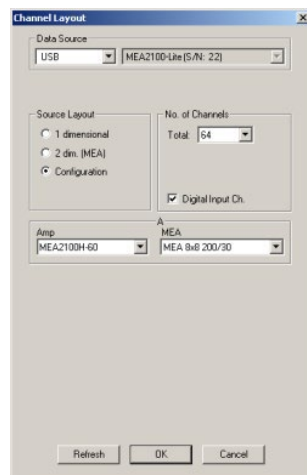 Channel Layout
Data Source
USB
MEA2100-Lite (S/N: 22)
Source Layout
1 dimensional
2 dim. (MEA)
Configuration
No. of Channels
Total: 64
Digital Input Ch.
A
Amp
MEA2100H-60
MEA
MEA 8x8 200/30
Refresh
OK
Cancel